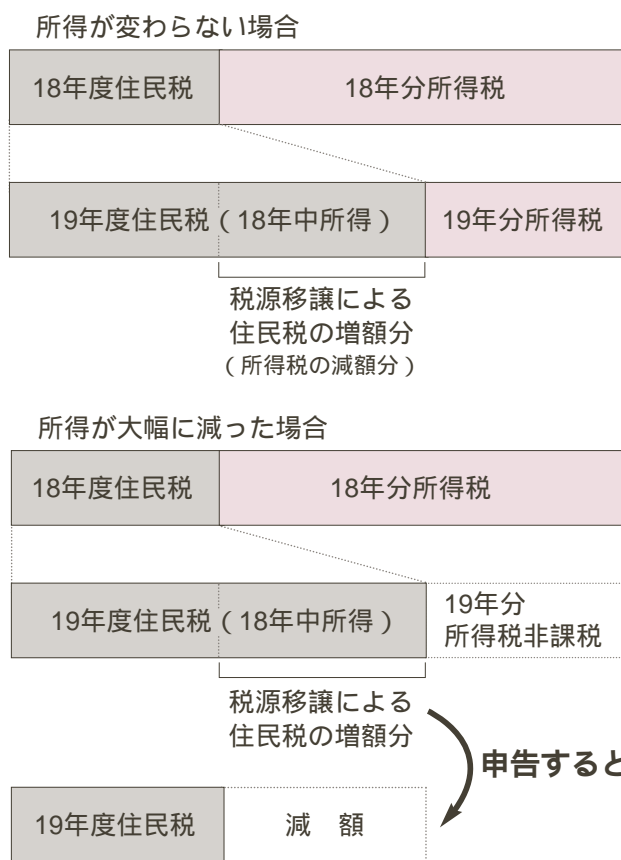 所得が変わらない場合
18年度住民税
18年分所得税
19年度住民税(18年中所得)
19年分所得税
税源移譲による
住民税の増額分
(所得税の減額分)
所得が大幅に減った場合
18年度住民税
18年分所得税
19年度住民税(18年中所得)
19年分
所得税非課税
税源移譲による
住民税の増額分
申告すると
19年度住民税
減 額